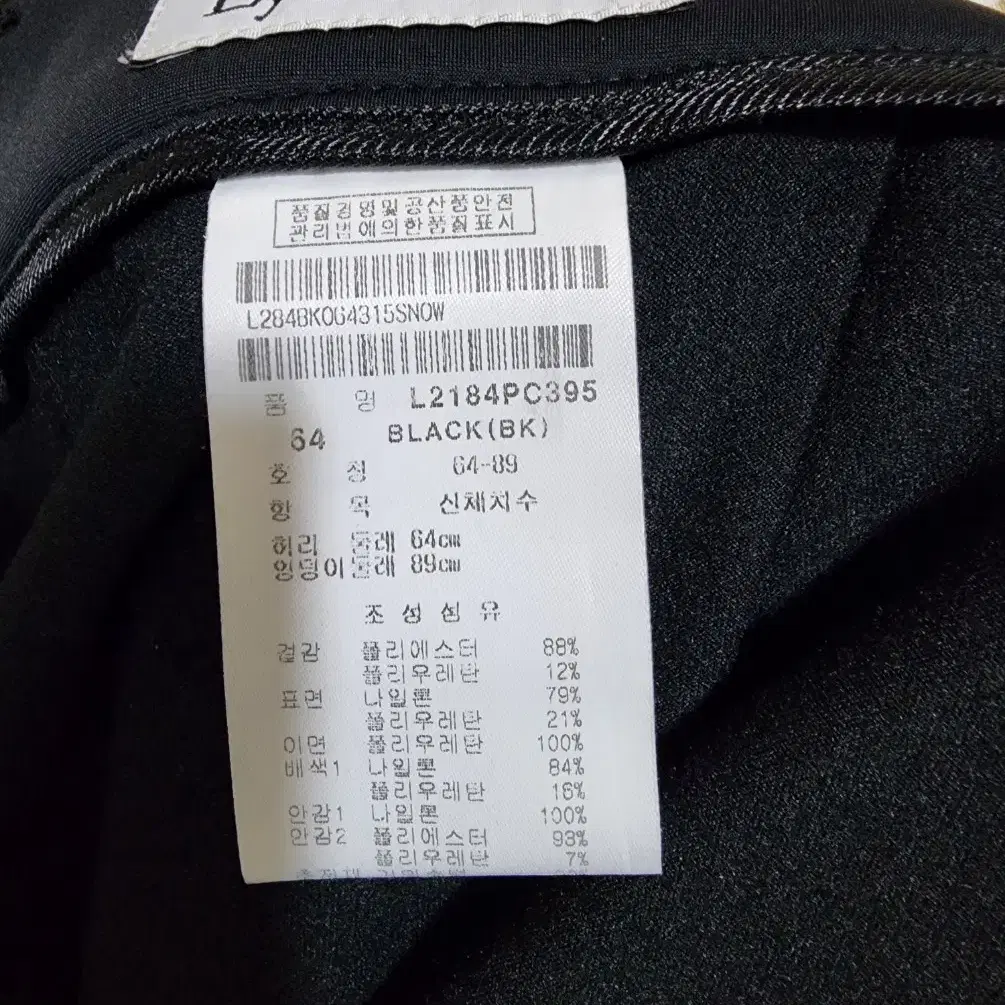 Ly
품질경영및공산품안전
관리법에의한품질표시
L284BK064315SNOW
품 명 L2184PC395
64 BLACK(BK)
호 칭 64-89
항 목 신체치수
허리 둘레 64cm
엉덩이둘레 89cm
조 성 섬 유
겉감 폴리에스터 88%
폴리우레탄 12%
표면 나일론 79%
폴리우레탄 21%
이면 폴리우레탄 100%
배색1 나일론 84%
폴리우레탄 16%
안감1 나일론 100%
안감2 폴리에스터 93%
폴리우레탄 7%